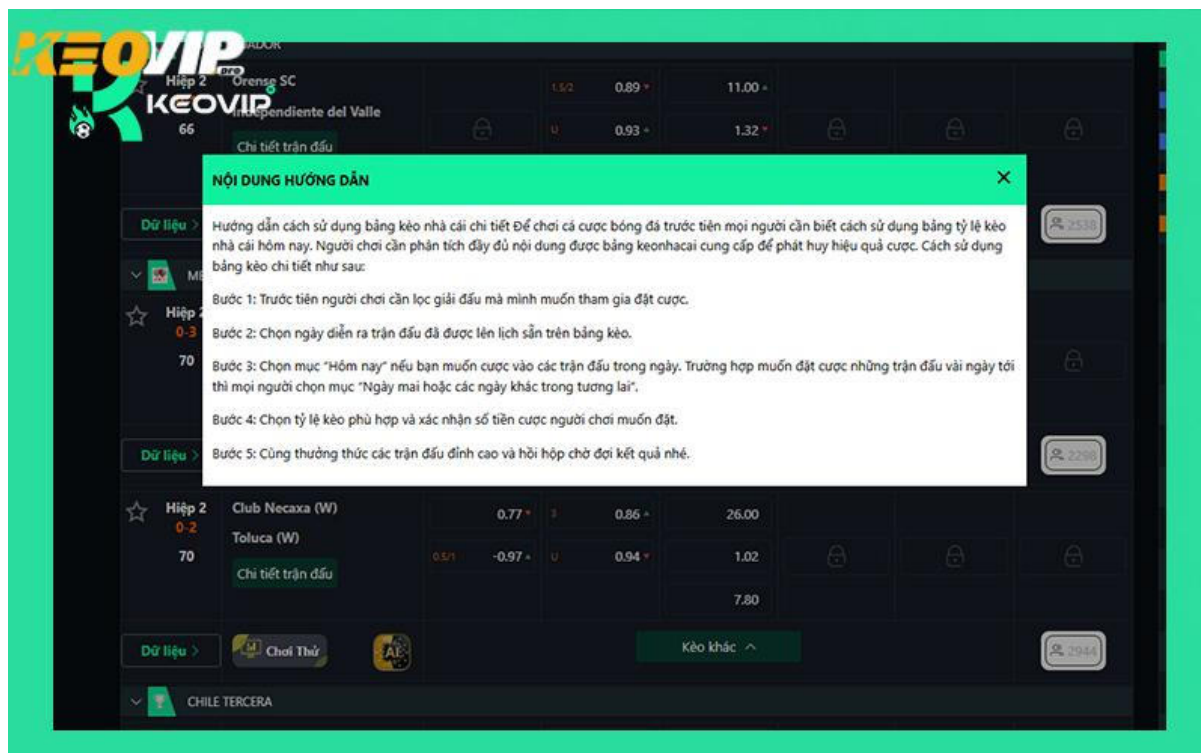 KEOVIP
Pro
KEOVIP
Hiệp 2
Orense SC
1.5/2
0.89
11.00
Independiente del Valle
66
U
0.93
1.32
Chi tiết trận đấu
NỘI DUNG HƯỚNG DẪN
Dữ liệu
2538
Hướng dẫn cách sử dụng bảng kèo nhà cái chi tiết Để chơi cá cược bóng đá trước tiên mọi người cần biết cách sử dụng bảng tỷ lệ kèo
nhà cái hôm nay. Người chơi cần phân tích đầy đủ nội dung được bảng keonhacai cung cấp để phát huy hiệu quả cược. Cách sử dụng
bảng kèo chi tiết như sau:
Bước 1: Trước tiên người chơi cần lọc giải đấu mà mình muốn tham gia đặt cược.
Hiệp 2
0-3
Bước 2: Chọn ngày diễn ra trận đấu đã được lên lịch sẵn trên bảng kèo.
70
Bước 3: Chọn mục "Hôm nay" nếu bạn muốn cược vào các trận đấu trong ngày. Trường hợp muốn đặt cược những trận đấu vài ngày tới
thì mọi người chọn mục "Ngày mai hoặc các ngày khác trong tương lai".
Bước 4: Chọn tỷ lệ kèo phù hợp và xác nhận số tiền cược người chơi muốn đặt.
Dữ liệu
Bước 5: Cùng thưởng thức các trận đấu đỉnh cao và hồi hộp chờ đợi kết quả nhé.
2298
Hiệp 2
Club Necaxa (W)
0.77
3
0.86
26.00
0-2
Toluca (W)
70
0.5/1
-0.97
U
0.94
1.02
Chi tiết trận đấu
7.80
Dữ liệu
Chơi Thử
AI
Kèo khác
2944
CHILE TERCERA